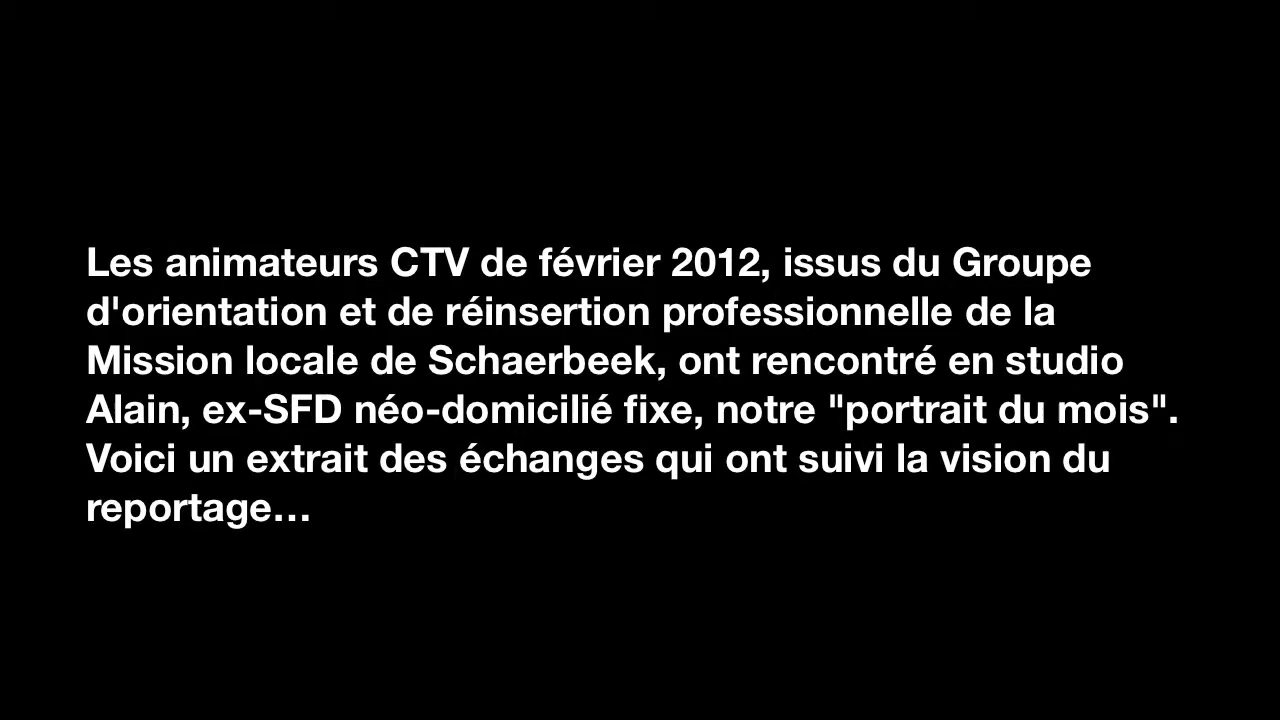 Les animateurs CTV de février 2012, issus du Groupe
d'orientation et de réinsertion professionnelle de la
Mission locale de Schaerbeek, ont rencontré en studio
Alain, ex-SFD néo-domicilié fixe, notre "portrait du mois".
Voici un extrait des échanges qui ont suivi la vision du
reportage…